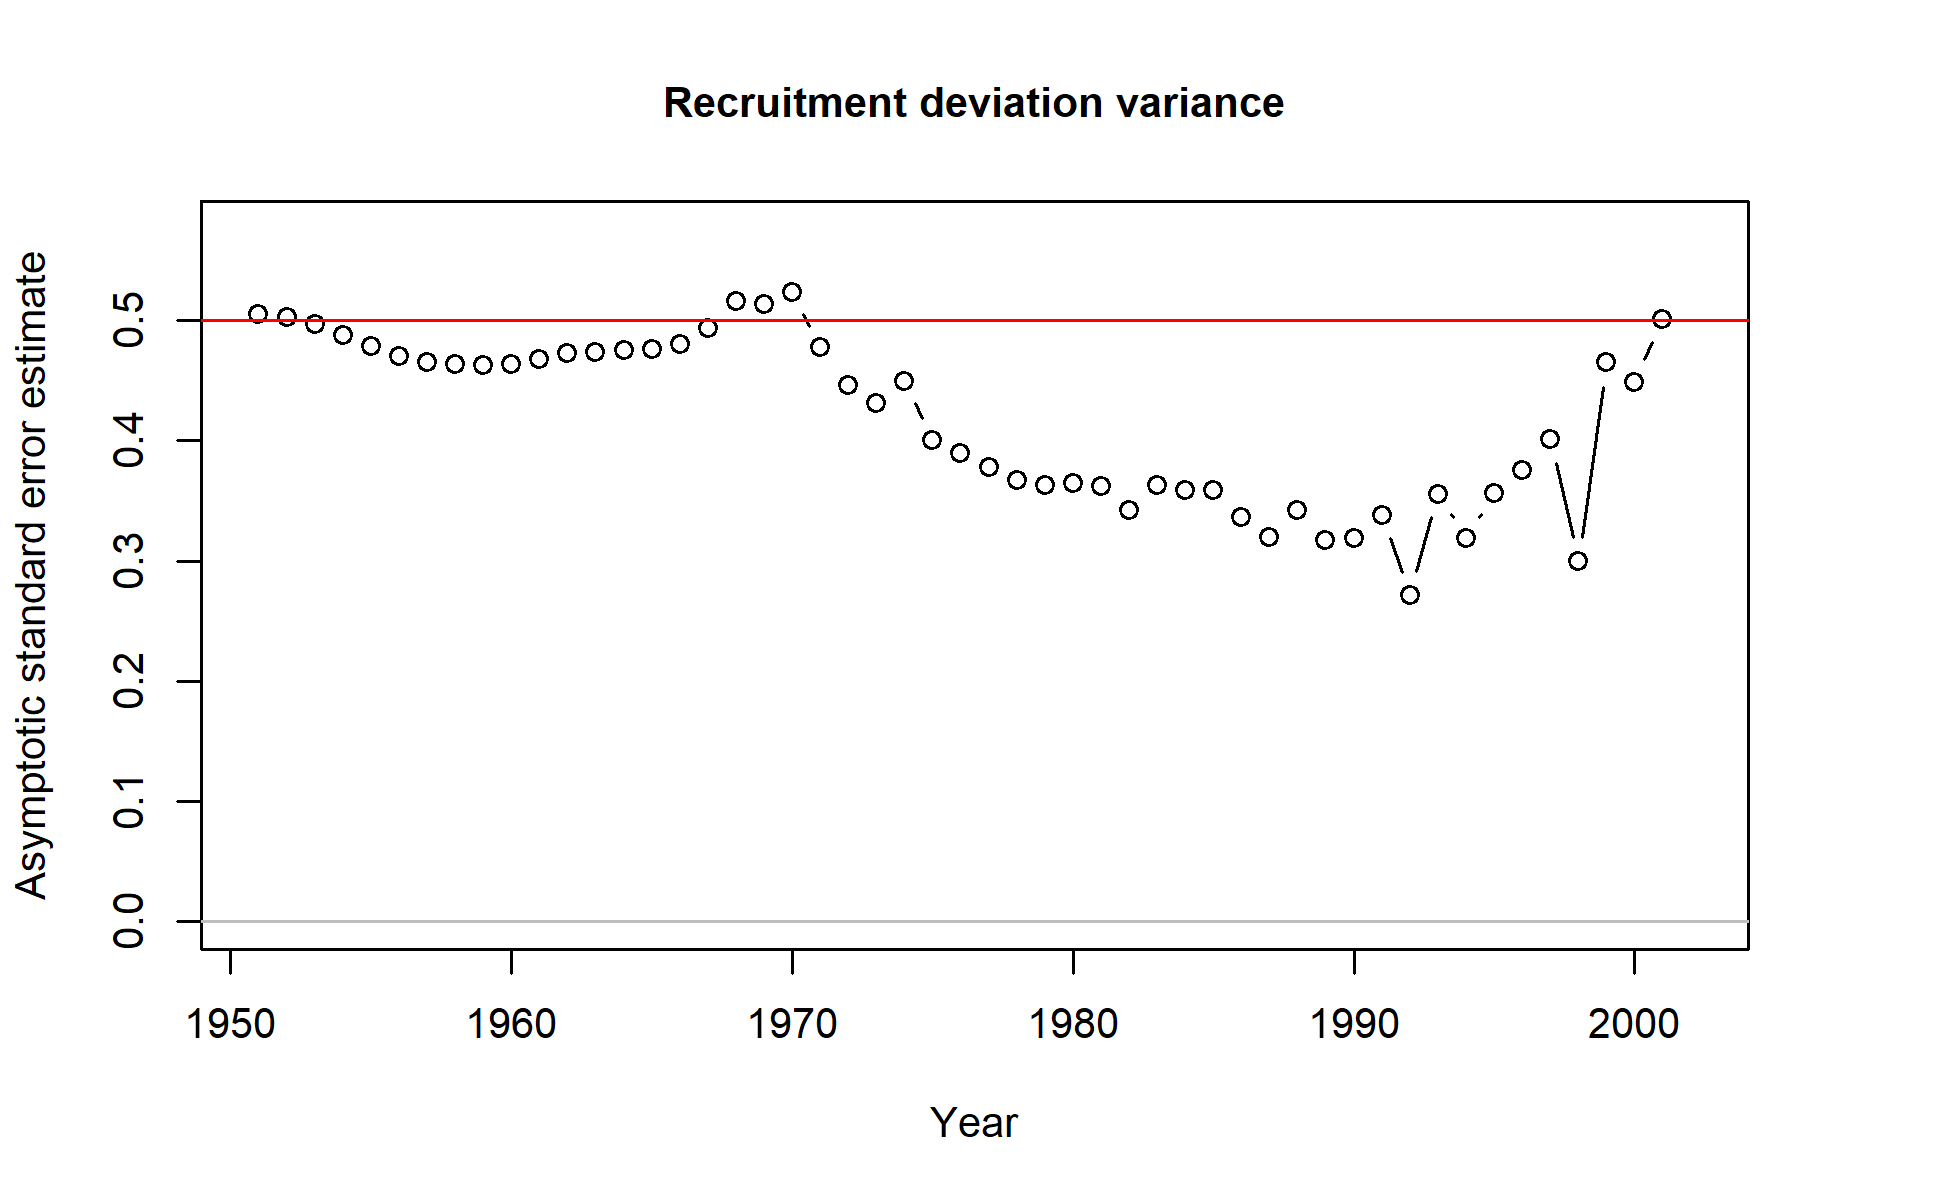 Recruitment deviation variance
Asymptotic standard error estimate
0.5
0.4
0.3
0.2
0.1
0.0
1950 1960 1970 1980 1990 2000
Year